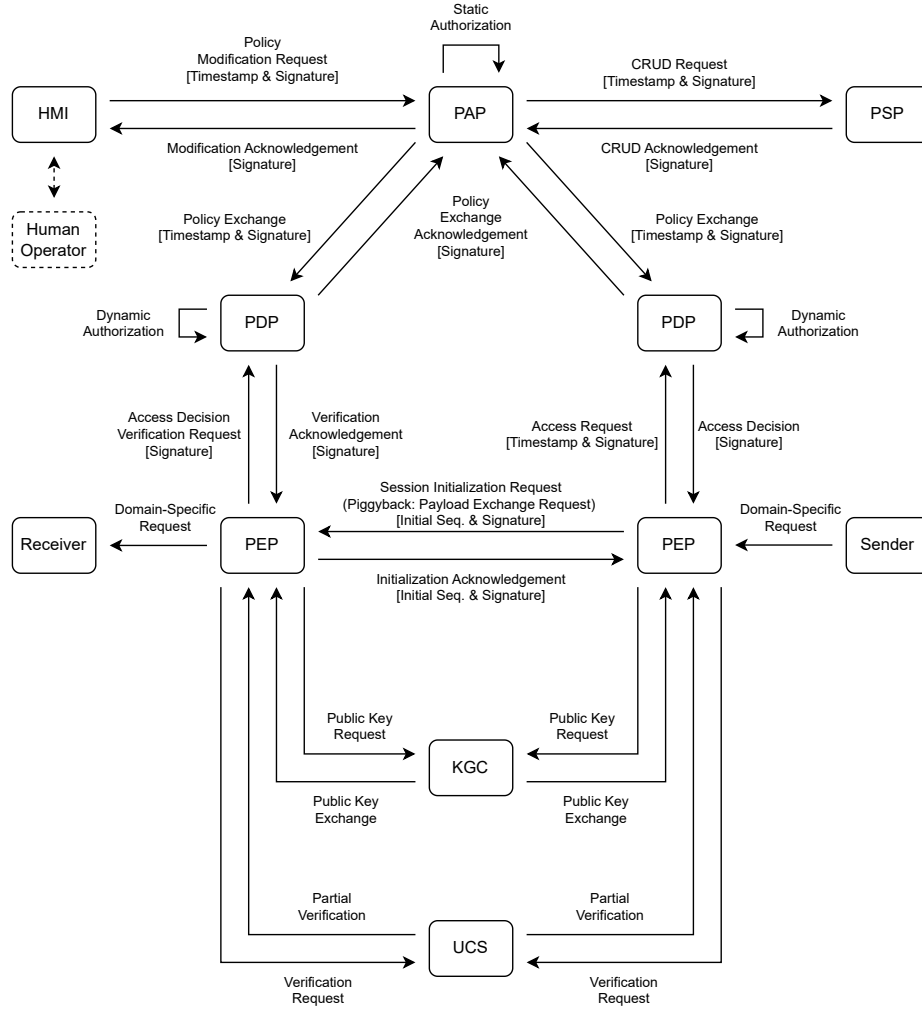 Static
Authorization
Policy
Modification Request
[Timestamp & Signature]
CRUD Request
[Timestamp & Signature]
HMI
PAP
PSP
Modification Acknowledgement
[Signature]
CRUD Acknowledgement
[Signature]
Human
Operator
Policy Exchange
[Timestamp & Signature]
Policy
Exchange
Acknowledgement
[Signature]
Policy Exchange
[Timestamp & Signature]
Dynamic
Authorization
PDP
PDP
Dynamic
Authorization
Access Decision
Verification Request
[Signature]
Verification
Acknowledgement
[Signature]
Access Request
[Timestamp & Signature]
Access Decision
[Signature]
Session Initialization Request
(Piggyback: Payload Exchange Request)
[Initial Seq. & Signature]
Domain-Specific
Request
Domain-Specific
Request
Receiver
PEP
PEP
Sender
Initialization Acknowledgement
[Initial Seq. & Signature]
Public Key
Request
Public Key
Request
KGC
Public Key
Exchange
Public Key
Exchange
Partial
Verification
Partial
Verification
UCS
Verification
Request
Verification
Request